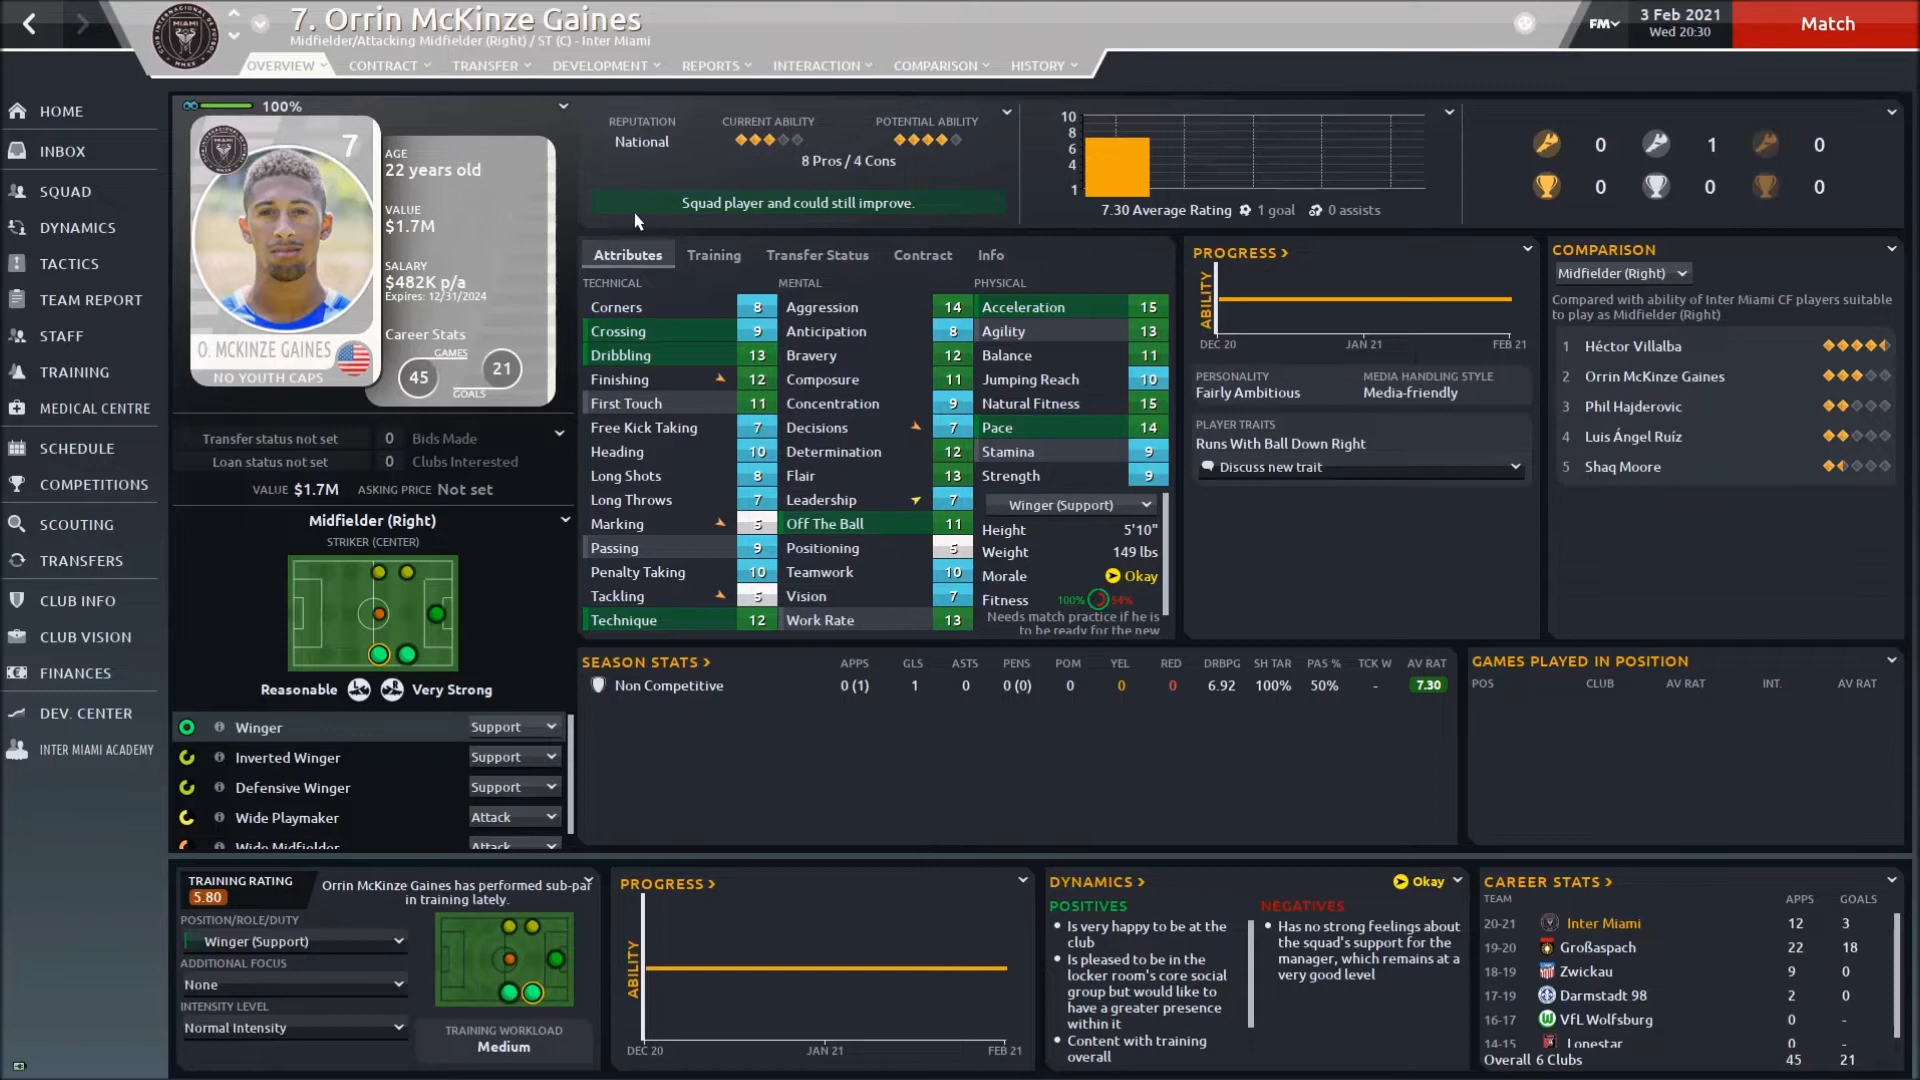 7. Orrin McKinze Gaines
Midfielder/Attacking Midfielder (Right) / ST (C) - Inter Miami
FM
3 Feb 2021
Wed 20:30
Match
OVERVIEW CONTRACT TRANSFER DEVELOPMENT REPORTS INTERACTION COMPARISON HISTORY
HOME
INBOX
SQUAD
DYNAMICS
TACTICS
TEAM REPORT
STAFF
TRAINING
MEDICAL CENTRE
SCHEDULE
COMPETITIONS
SCOUTING
TRANSFERS
CLUB INFO
CLUB VISION
FINANCES
DEV. CENTER
INTER MIAMI ACADEMY
100%
7
O. MCKINZE GAINES
NO YOUTH CAPS
AGE
22 years old
VALUE
$1.7M
SALARY
$482K p/a
Expires: 12/31/2024
Career Stats
GAMES
45 21
GOALS
Transfer status not set 0 Bids Made
Loan status not set 0 Clubs Interested
VALUE $1.7M ASKING PRICE Not set
Midfielder (Right)
STRIKER (CENTER)
Reasonable Very Strong
Winger Support
Inverted Winger Support
Defensive Winger Support
Wide Playmaker Attack
Wide Midfielder Attack
REPUTATION CURRENT ABILITY POTENTIAL ABILITY
National
8 Pros / 4 Cons
Squad player and could still improve.
10
8
6
4
1
7.30 Average Rating 1 goal 0 assists
0 1 0
0 0 0
Attributes Training Transfer Status Contract Info
TECHNICAL MENTAL PHYSICAL
Corners 8 Aggression 14 Acceleration 15
Crossing 9 Anticipation 8 Agility 13
Dribbling 13 Bravery 12 Balance 11
Finishing 12 Composure 11 Jumping Reach 10
First Touch 11 Concentration 9 Natural Fitness 15
Free Kick Taking 7 Decisions 7 Pace 14
Heading 10 Determination 12 Stamina 9
Long Shots 8 Flair 13 Strength 9
Long Throws 7 Leadership 7 Winger (Support)
Marking 5 Off The Ball 11 Height 5'10"
Passing 9 Positioning 5 Weight 149 lbs
Penalty Taking 10 Teamwork 10 Morale Okay
Tackling 5 Vision 7 Fitness 100% 54%
Technique 12 Work Rate 13 Needs match practice if he is
to be ready for the new
PROGRESS >
ABILITY
DEC 20 JAN 21 FEB 21
PERSONALITY MEDIA HANDLING STYLE
Fairly Ambitious Media-friendly
PLAYER TRAITS
Runs With Ball Down Right
Discuss new trait
COMPARISON
Midfielder (Right)
Compared with ability of Inter Miami CF players suitable
to play as Midfielder (Right)
1 Héctor Villalba
2 Orrin McKinze Gaines
3 Phil Hajderovic
4 Luis Ángel Ruíz
5 Shaq Moore
SEASON STATS > APPS GLS ASTS PENS POM YEL RED DRBPG SH TAR PAS % TCK W AV RAT
Non Competitive 0 (1) 1 0 0 (0) 0 0 0 6.92 100% 50% - 7.30
GAMES PLAYED IN POSITION
POS CLUB AV RAT INT. AV RAT
TRAINING RATING
5.80
Orrin McKinze Gaines has performed sub-par
in training lately.
POSITION/ROLE/DUTY
Winger (Support)
ADDITIONAL FOCUS
None
INTENSITY LEVEL
Normal Intensity
TRAINING WORKLOAD
Medium
PROGRESS >
ABILITY
DEC 20 JAN 21 FEB 21
DYNAMICS > Okay
POSITIVES
Is very happy to be at the
club
Is pleased to be in the
locker room's core social
group but would like to
have a greater presence
within it
Content with training
overall
NEGATIVES
Has no strong feelings about
the squad's support for the
manager, which remains at a
very good level
CAREER STATS >
TEAM APPS GOALS
20-21 Inter Miami 12 3
19-20 Großaspach 22 18
18-19 Zwickau 9 0
17-19 Darmstadt 98 2 0
16-17 VfL Wolfsburg 0 -
14-15 Lonestar 0 -
Overall 6 Clubs 45 21